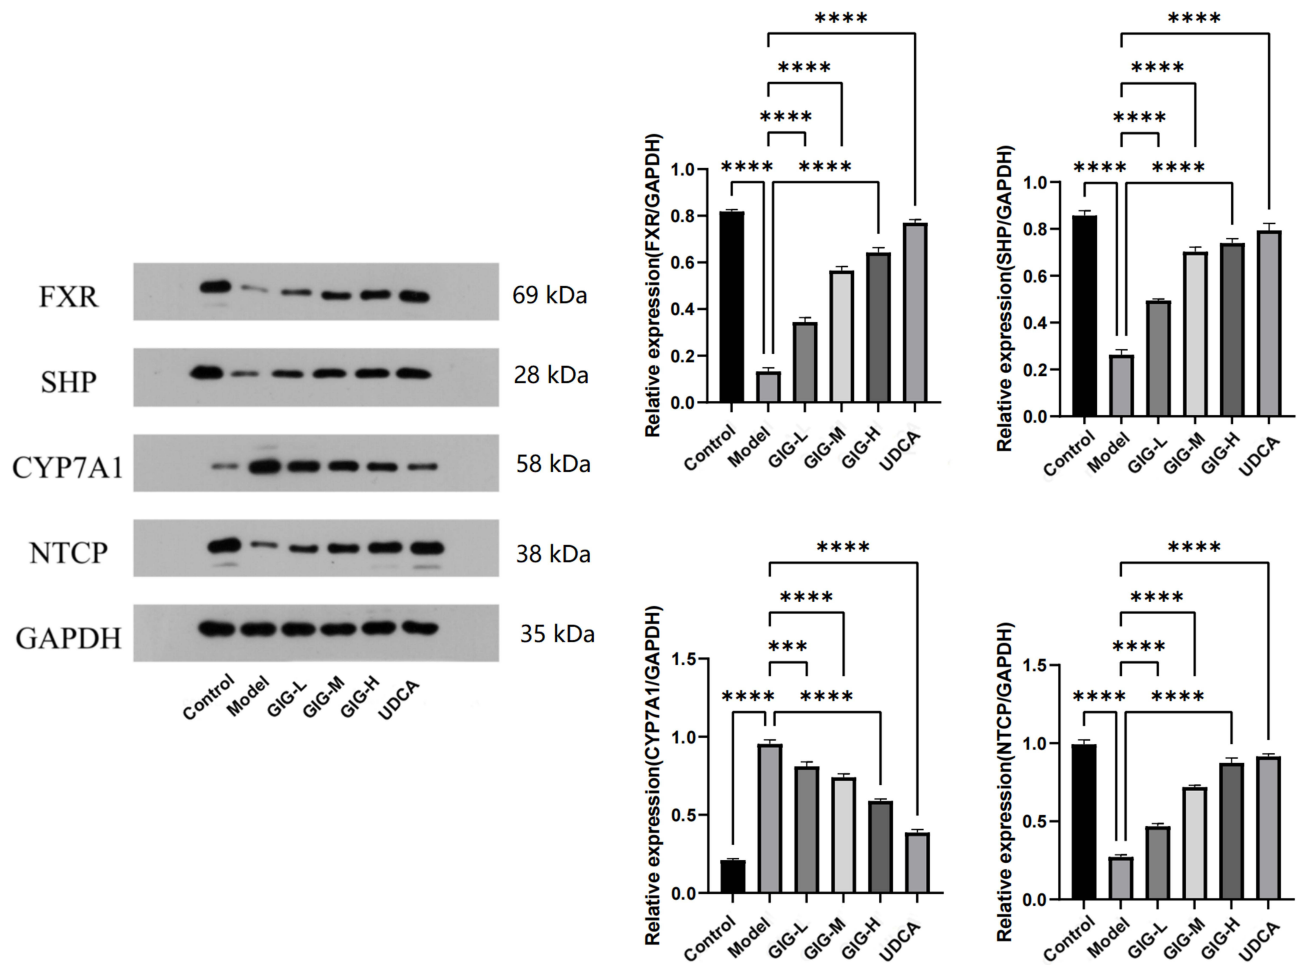 FXR
69 kDa
SHP
28 kDa
CYP7A1
58 kDa
NTCP
38 kDa
GAPDH
35 kDa
Control
Model
GIG-L
GIG-M
GIG-H
UDCA
Relative expression(FXR/GAPDH)
1.0
0.8
0.6
0.4
0.2
0.0
****
****
****
**** ****
Control
Model
GIG-L
GIG-M
GIG-H
UDCA
Relative expression(SHP/GAPDH)
1.0
0.8
0.6
0.4
0.2
0.0
****
****
****
**** ****
Control
Model
GIG-L
GIG-M
GIG-H
UDCA
Relative expression(CYP7A1/GAPDH)
1.5
1.0
0.5
0.0
****
****
***
**** ****
Control
Model
GIG-L
GIG-M
GIG-H
UDCA
Relative expression(NTCP/GAPDH)
1.5
1.0
0.5
0.0
****
****
****
**** ****
Control
Model
GIG-L
GIG-M
GIG-H
UDCA